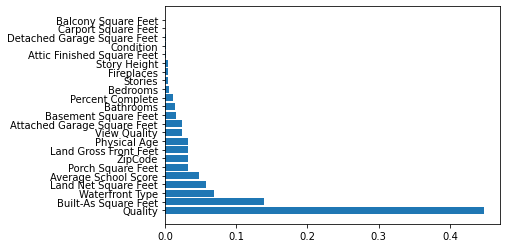 Balcony Square Feet
Carport Square Feet
Detached Garage Square Feet
Condition
Attic Finished Square Feet
Story Height
Fireplaces
Stories
Bedrooms
Percent Complete
Bathrooms
Basement Square Feet
Attached Garage Square Feet
View Quality
Physical Age
Land Gross Front Feet
ZipCode
Porch Square Feet
Average School Score
Land Net Square Feet
Waterfront Type
Built-As Square Feet
Quality
0.0 0.1 0.2 0.3 0.4